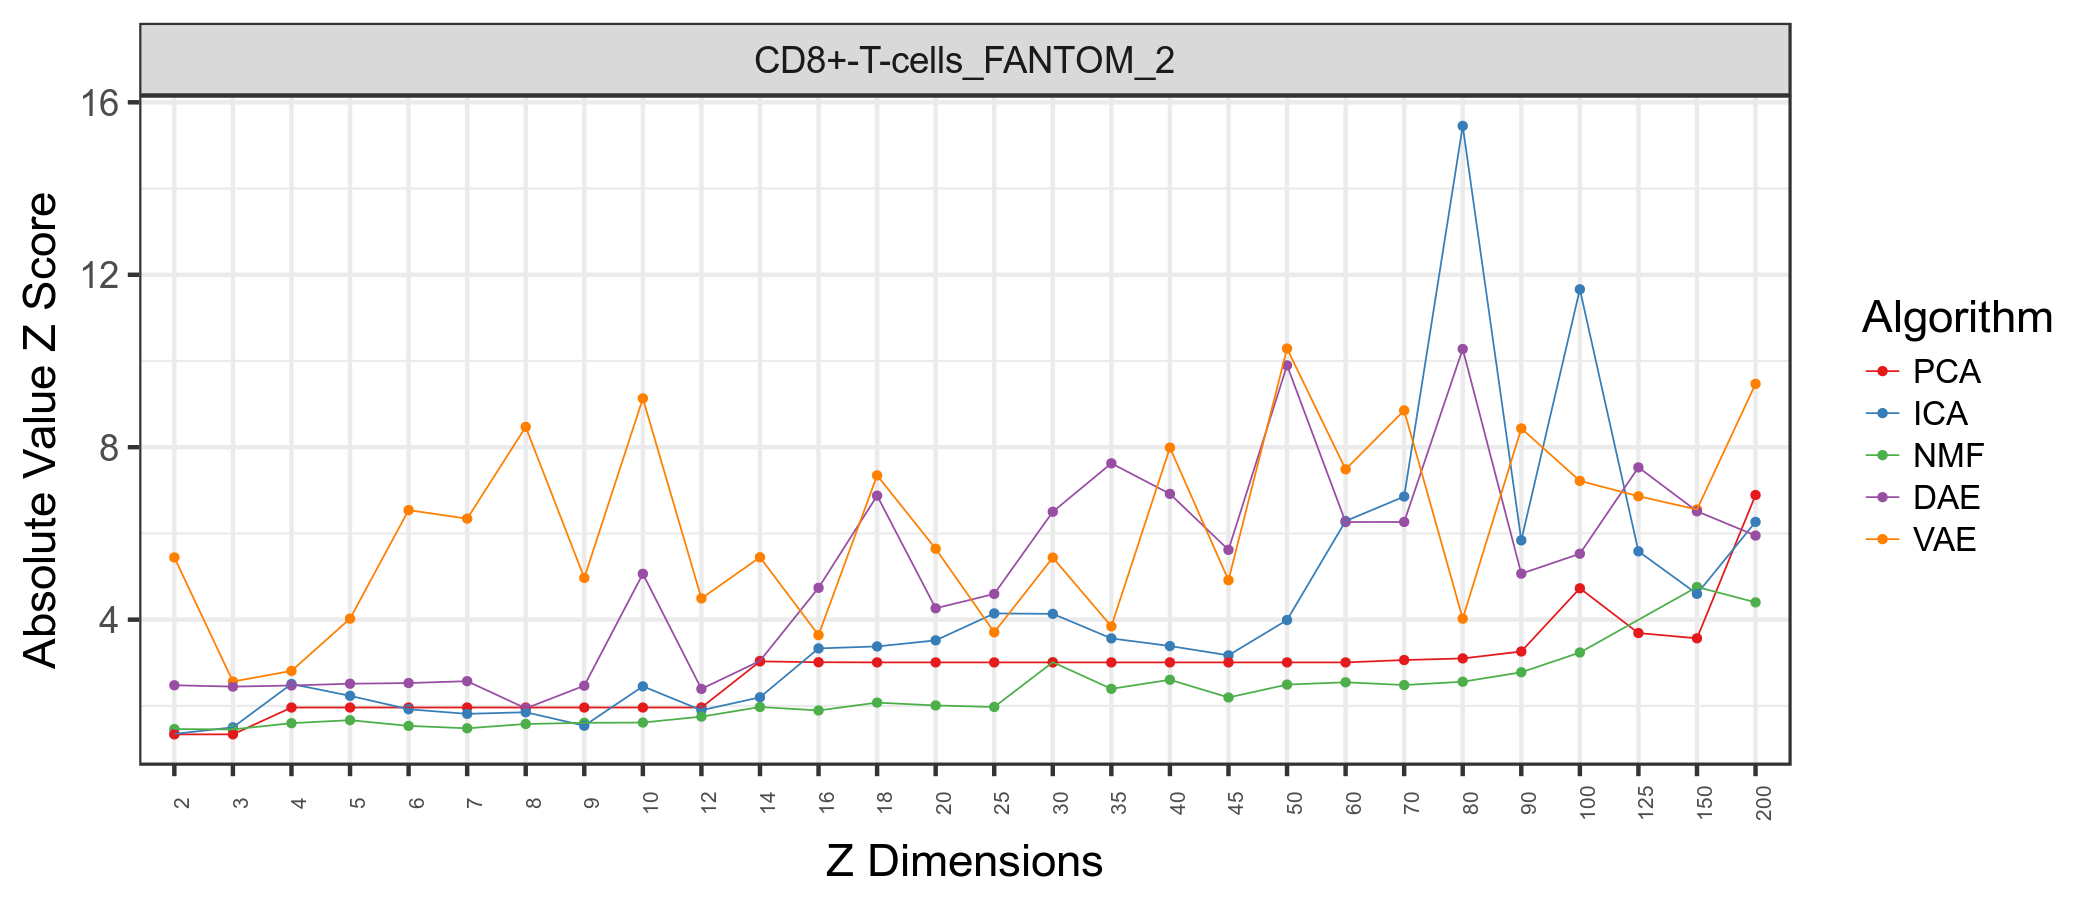 CD8+-T-cells_FANTOM_2
16
12
8
4
Absolute Value Z Score
2 3 4 5 6 7 8 9 10 12 14 16 18 20 25 30 35 40 45 50 60 70 80 90 100 125 150 200
Z Dimensions
Algorithm
PCA
ICA
NMF
DAE
VAE